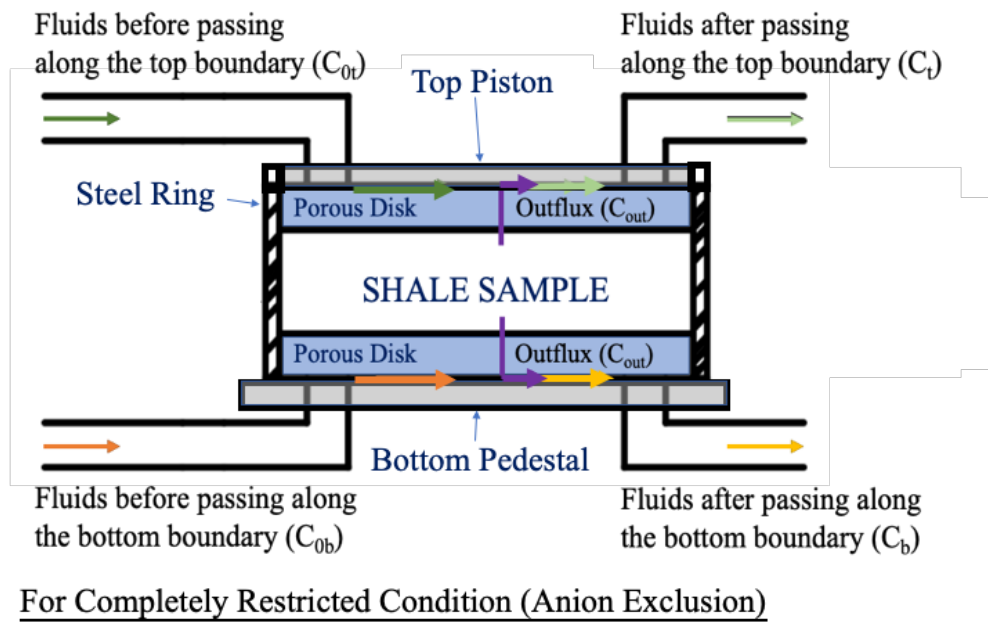 Fluids before passing
along the top boundary (C0t)
Fluids after passing
along the top boundary (Ct)
Top Piston
Steel Ring
Porous Disk
Outflux (Cout)
SHALE SAMPLE
Porous Disk
Outflux (Cout)
Bottom Pedestal
Fluids before passing along
the bottom boundary (C0b)
Fluids after passing along
the bottom boundary (Cb)
For Completely Restricted Condition (Anion Exclusion)